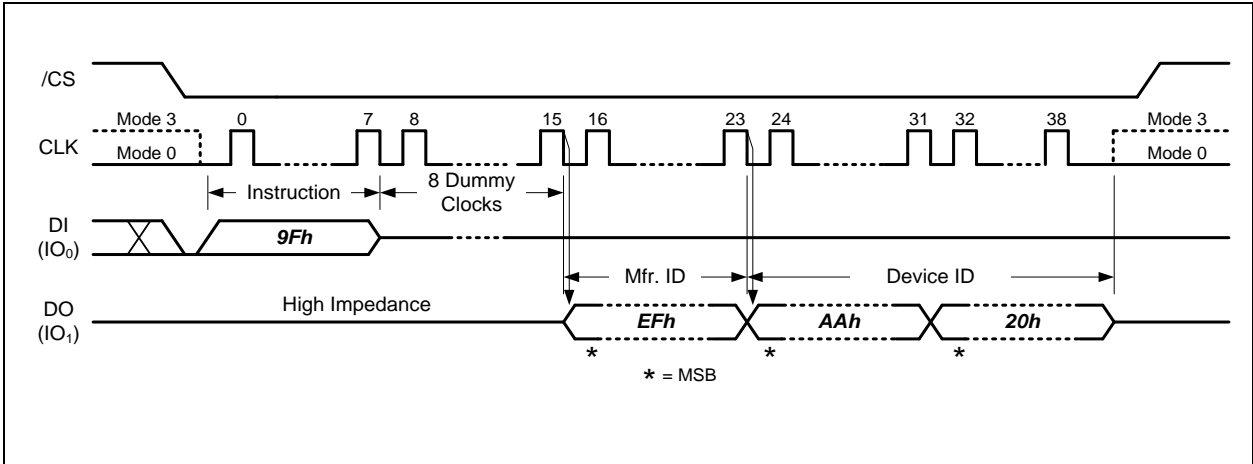 /CS
Mode 3 0 7 8 15 16 23 24 31 32 38 Mode 3
CLK
Mode 0 Mode 0
Instruction 8 Dummy Clocks
DI (IO₀)
9Fh
Mfr. ID Device ID
DO (IO₁)
High Impedance EFh AAh 20h
* * *
* = MSB